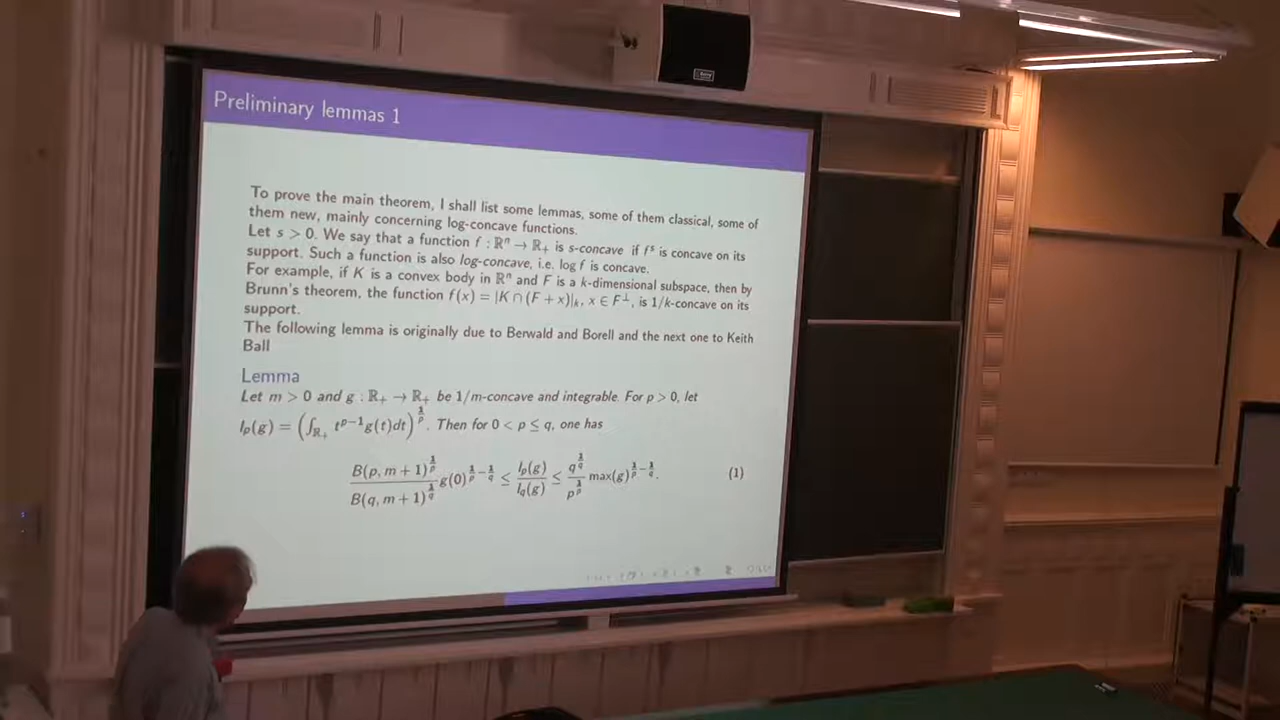 Preliminary lemmas 1
To prove the main theorem, I shall list some lemmas, some of them classical, some of
them new, mainly concerning log-concave functions.
Let s > 0. We say that a function f : ℝⁿ → ℝ₊ is s-concave if fˢ is concave on its
support. Such a function is also log-concave, i.e. log f is concave.
For example, if K is a convex body in ℝⁿ and F is a k-dimensional subspace, then by
Brunn's theorem, the function f(x) = |K ∩ (F + x)|ₖ, x ∈ F^⊥, is 1/k-concave on its
support.
The following lemma is originally due to Berwald and Borell and the next one to Keith
Ball
Lemma
Let m > 0 and g : ℝ₊ → ℝ₊ be 1/m-concave and integrable. For p > 0, let
I_p(g) = (∫_{ℝ₊} t^{p−1} g(t)dt)^{1/p}. Then for 0 < p ≤ q, one has
B(p, m + 1)^{1/p} / B(q, m + 1)^{1/q} g(0)^{1/p − 1/q} ≤ I_p(g) / I_q(g) ≤ q^{1/q} / p^{1/p} max(g)^{1/p − 1/q}. (1)